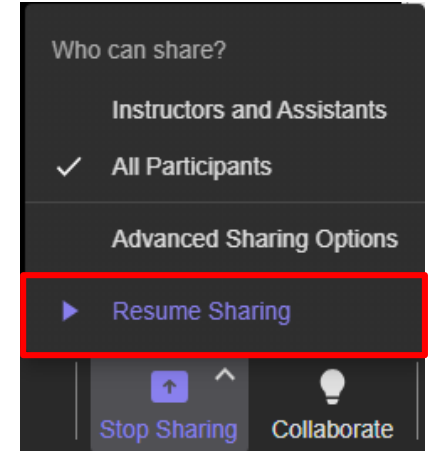 Who can share?
Instructors and Assistants
All Participants
Advanced Sharing Options
Resume Sharing
Stop Sharing
Collaborate